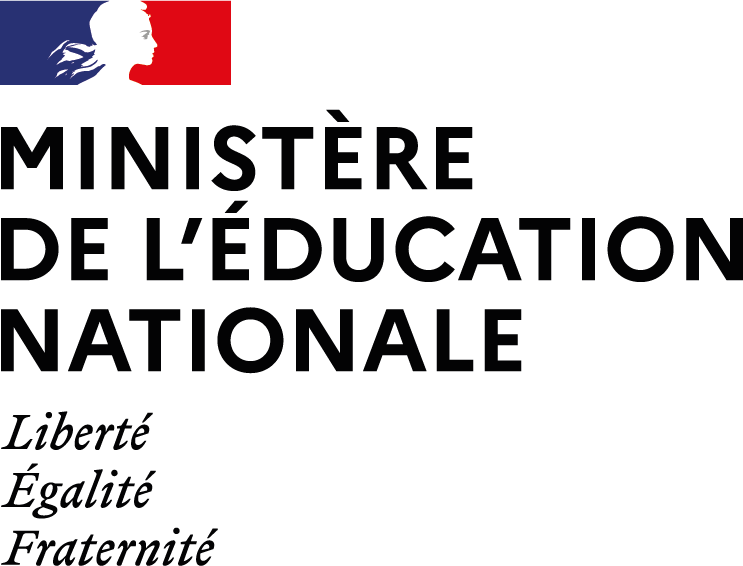 MINISTÈRE
DE L’ÉDUCATION
NATIONALE
Liberté
Égalité
Fraternité